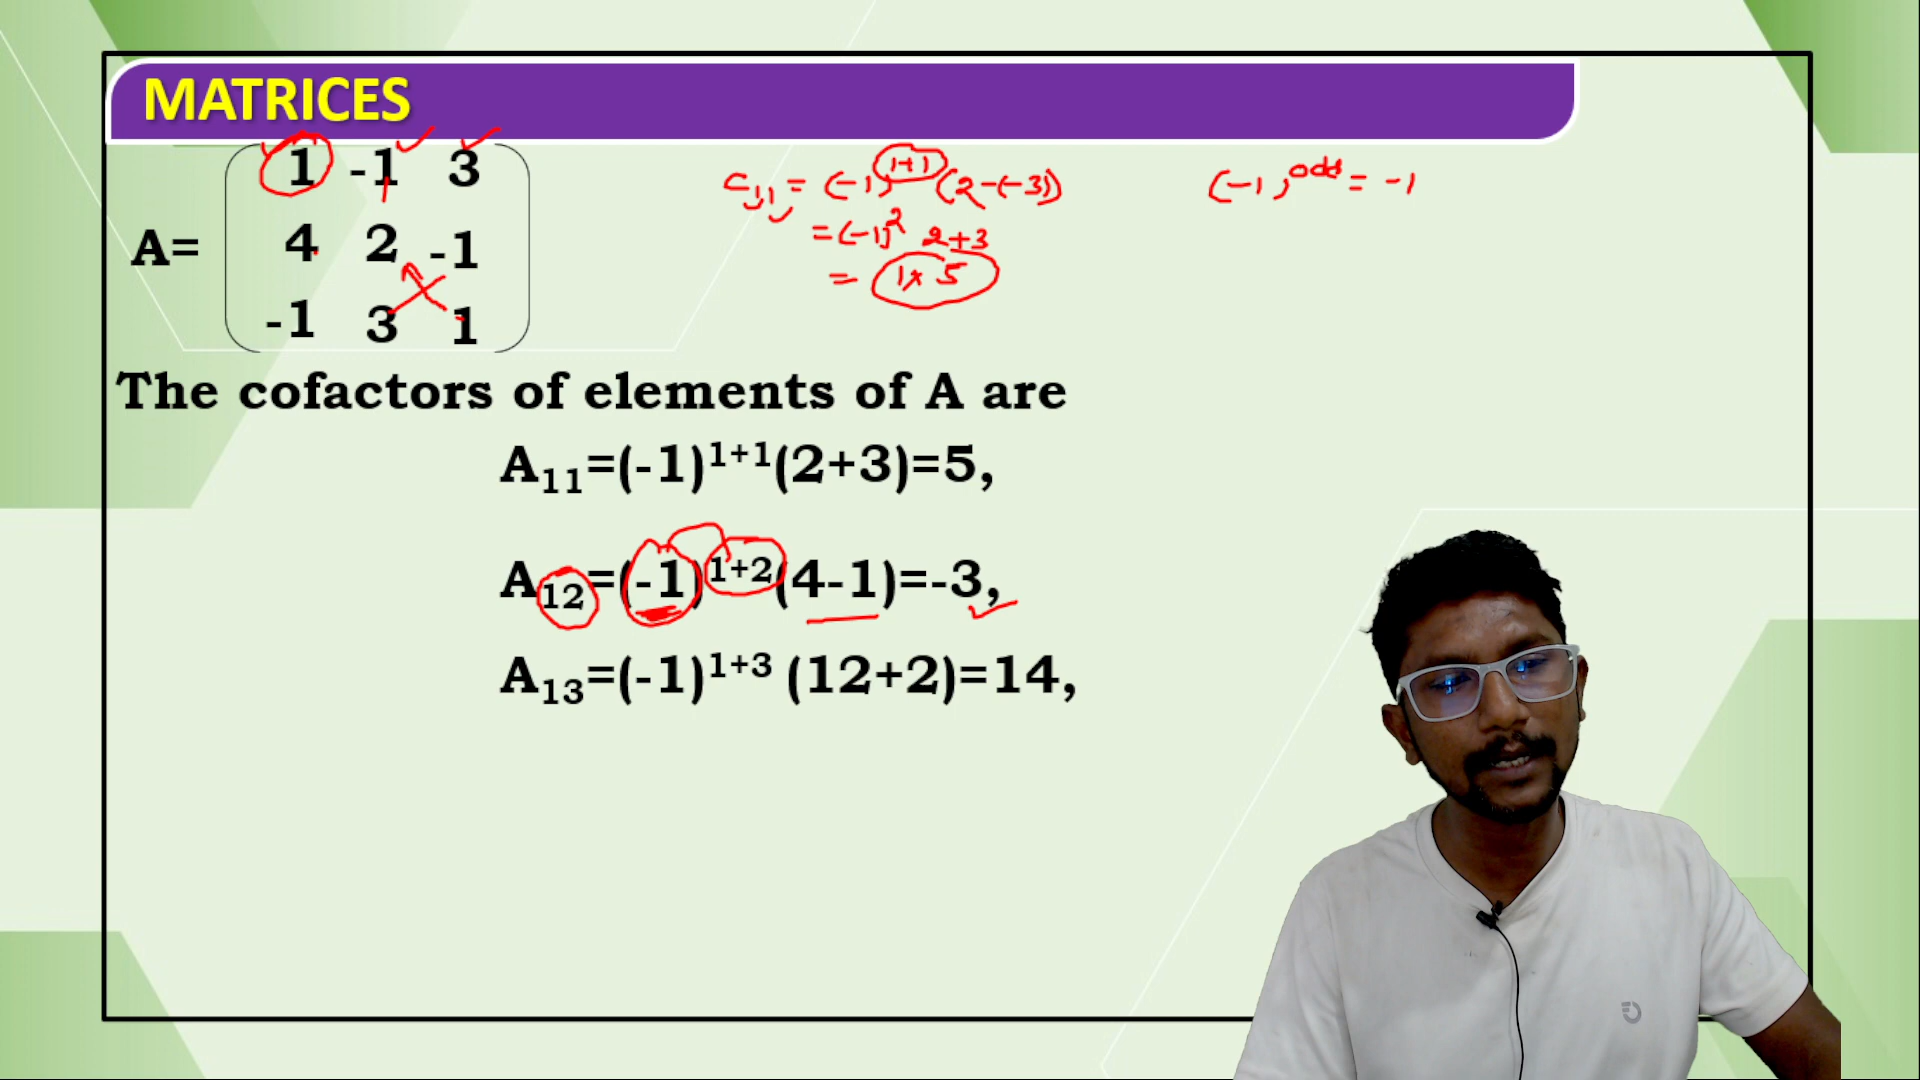 MATRICES
1 -1 3
A= 4 2 -1
-1 3 1
C₁₁ = (-1)¹⁺¹ (2-(-3))
= (-1)² 2+3
= 1× 5
(-1)ᵒᵈᵈ = -1
The cofactors of elements of A are
A₁₁=(-1)¹⁺¹(2+3)=5,
A₁₂=(-1)¹⁺²(4-1)=-3,
A₁₃=(-1)¹⁺³ (12+2)=14,